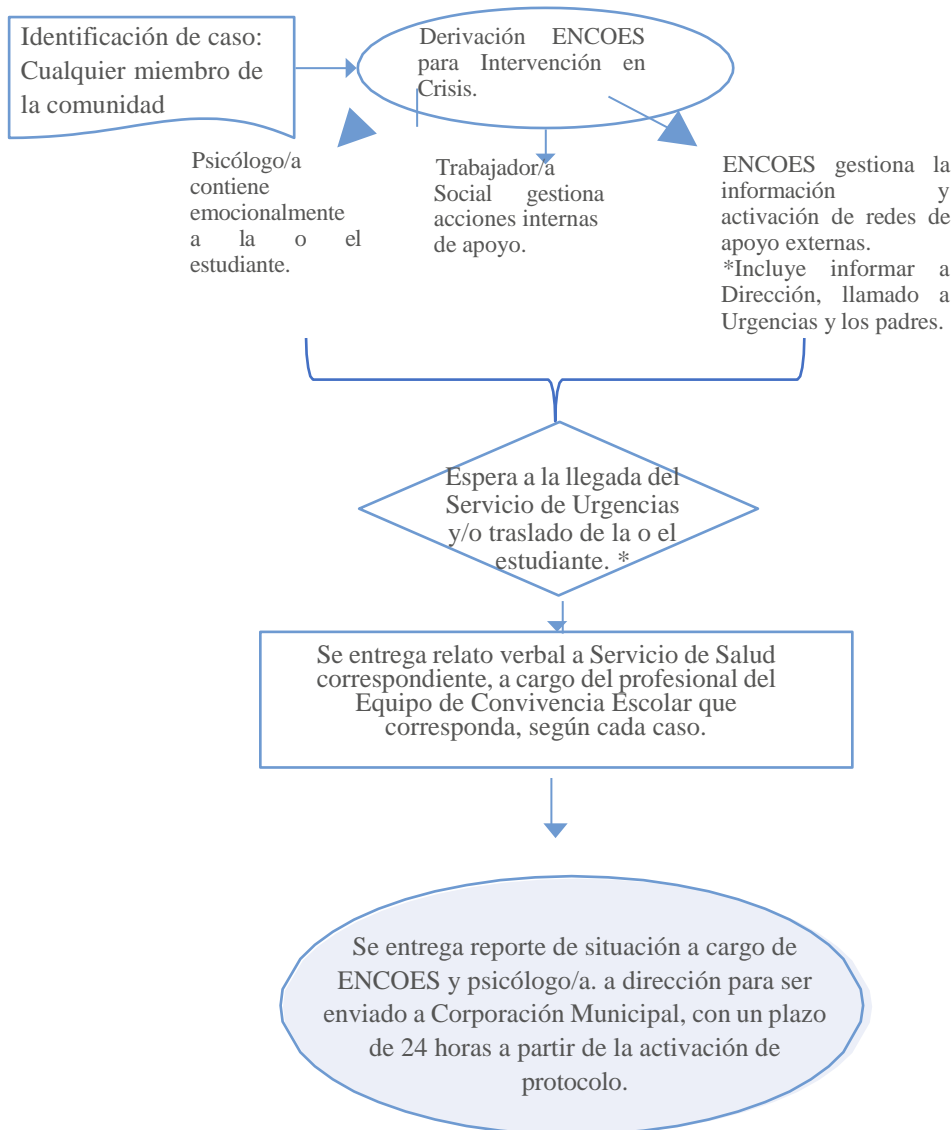 Identificación de caso:
Cualquier miembro de
la comunidad
Derivación ENCOES
para Intervención en
Crisis.
Psicólogo/a
contiene
emocionalmente
a la o el
estudiante.
Trabajador/a
Social gestiona
acciones internas
de apoyo.
ENCOES gestiona la
información y
activación de redes de
apoyo externas.
*Incluye informar a
Dirección, llamado a
Urgencias y los padres.
Espera a la llegada del
Servicio de Urgencias
y/o traslado de la o el
estudiante. *
Se entrega relato verbal a Servicio de Salud
correspondiente, a cargo del profesional del
Equipo de Convivencia Escolar que
corresponda, según cada caso.
Se entrega reporte de situación a cargo de
ENCOES y psicólogo/a. a dirección para ser
enviado a Corporación Municipal, con un plazo
de 24 horas a partir de la activación de
protocolo.